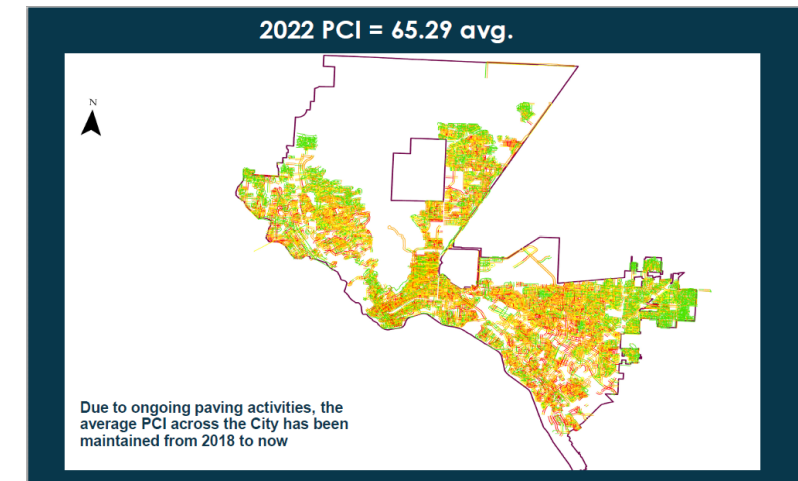 2022 PCI = 65.29 avg.
N
Due to ongoing paving activities, the
average PCI across the City has been
maintained from 2018 to now